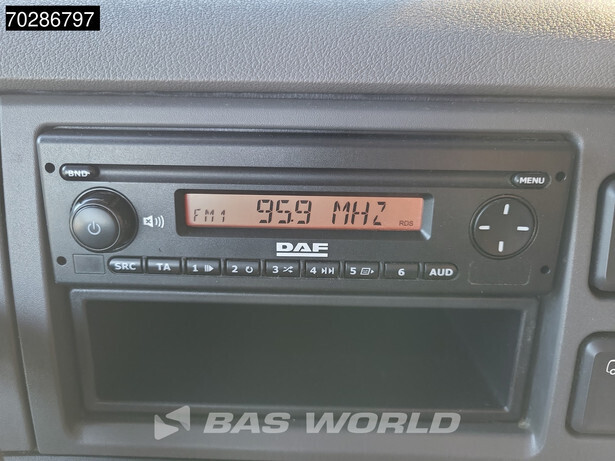 70286797
BND
MENU
FM1 95.9 MHZ RDS
DAF
SRC TA 1 2 3 4 5 6 AUD
BAS WORLD